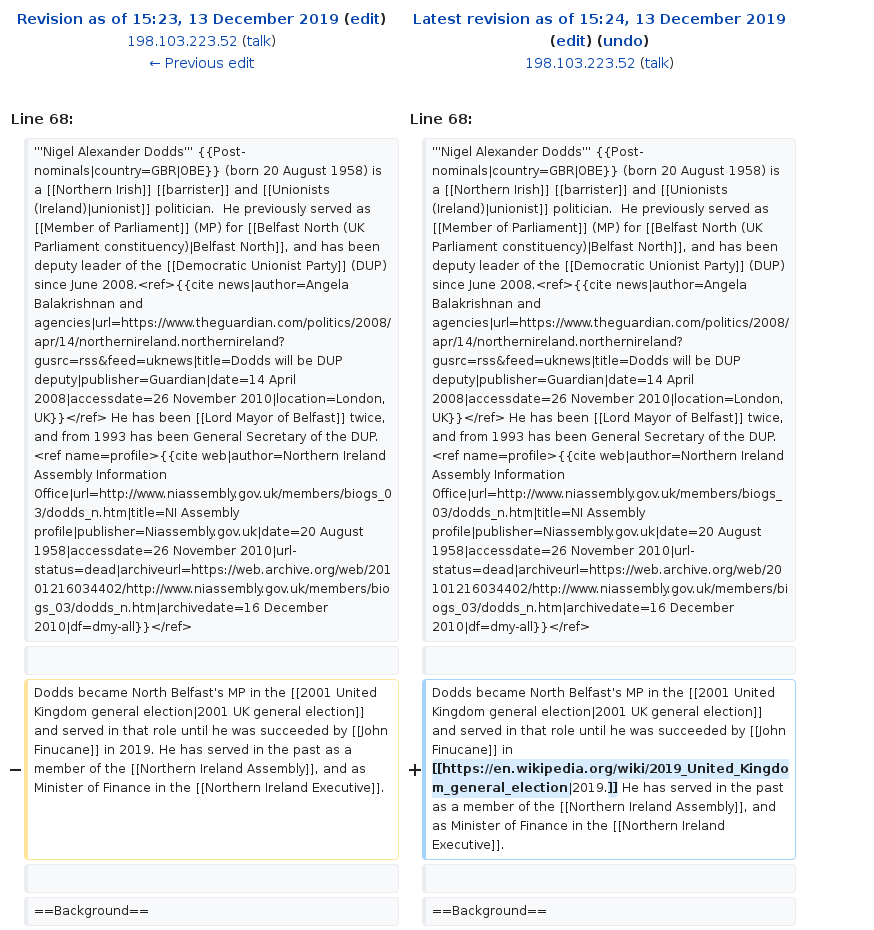 Revision as of 15:23, 13 December 2019 (edit)
198.103.223.52 (talk)
← Previous edit
Latest revision as of 15:24, 13 December 2019
(edit) (undo)
198.103.223.52 (talk)
Line 68:
'''Nigel Alexander Dodds''' {{Post-
nominals|country=GBR|OBE}} (born 20 August 1958) is
a [[Northern Irish]] [[barrister]] and [[Unionists
(Ireland)|unionist]] politician.  He previously served as
[[Member of Parliament]] (MP) for [[Belfast North (UK
Parliament constituency)|Belfast North]], and has been
deputy leader of the [[Democratic Unionist Party]] (DUP)
since June 2008.<ref>{{cite news|author=Angela
Balakrishnan and
agencies|url=https://www.theguardian.com/politics/2008/
apr/14/northernireland.northernireland?
gusrc=rss&feed=uknews|title=Dodds will be DUP
deputy|publisher=Guardian|date=14 April
2008|accessdate=26 November 2010|location=London,
UK}}</ref> He has been [[Lord Mayor of Belfast]] twice,
and from 1993 has been General Secretary of the DUP.
<ref name=profile>{{cite web|author=Northern Ireland
Assembly Information
Office|url=http://www.niassembly.gov.uk/members/biogs_0
3/dodds_n.htm|title=NI Assembly
profile|publisher=Niassembly.gov.uk|date=20 August
1958|accessdate=26 November 2010|url-
status=dead|archiveurl=https://web.archive.org/web/201
01216034402/http://www.niassembly.gov.uk/members/bio
gs_03/dodds_n.htm|archivedate=16 December
2010|df=dmy-all}}</ref>
Line 68:
'''Nigel Alexander Dodds''' {{Post-
nominals|country=GBR|OBE}} (born 20 August 1958) is
a [[Northern Irish]] [[barrister]] and [[Unionists
(Ireland)|unionist]] politician.  He previously served as
[[Member of Parliament]] (MP) for [[Belfast North (UK
Parliament constituency)|Belfast North]], and has been
deputy leader of the [[Democratic Unionist Party]] (DUP)
since June 2008.<ref>{{cite news|author=Angela
Balakrishnan and
agencies|url=https://www.theguardian.com/politics/2008/
apr/14/northernireland.northernireland?
gusrc=rss&feed=uknews|title=Dodds will be DUP
deputy|publisher=Guardian|date=14 April
2008|accessdate=26 November 2010|location=London,
UK}}</ref> He has been [[Lord Mayor of Belfast]] twice,
and from 1993 has been General Secretary of the DUP.
<ref name=profile>{{cite web|author=Northern Ireland
Assembly Information
Office|url=http://www.niassembly.gov.uk/members/biogs_
03/dodds_n.htm|title=NI Assembly
profile|publisher=Niassembly.gov.uk|date=20 August
1958|accessdate=26 November 2010|url-
status=dead|archiveurl=https://web.archive.org/web/20
101216034402/http://www.niassembly.gov.uk/members/bi
ogs_03/dodds_n.htm|archivedate=16 December
2010|df=dmy-all}}</ref>
−
Dodds became North Belfast's MP in the [[2001 United
Kingdom general election|2001 UK general election]]
and served in that role until he was succeeded by [[John
Finucane]] in 2019. He has served in the past as a
member of the [[Northern Ireland Assembly]], and as
Minister of Finance in the [[Northern Ireland Executive]].
+
Dodds became North Belfast's MP in the [[2001 United
Kingdom general election|2001 UK general election]]
and served in that role until he was succeeded by [[John
Finucane]] in
[[https://en.wikipedia.org/wiki/2019_United_Kingdo
m_general_election|2019.]] He has served in the past
as a member of the [[Northern Ireland Assembly]], and
as Minister of Finance in the [[Northern Ireland
Executive]].
==Background==
==Background==